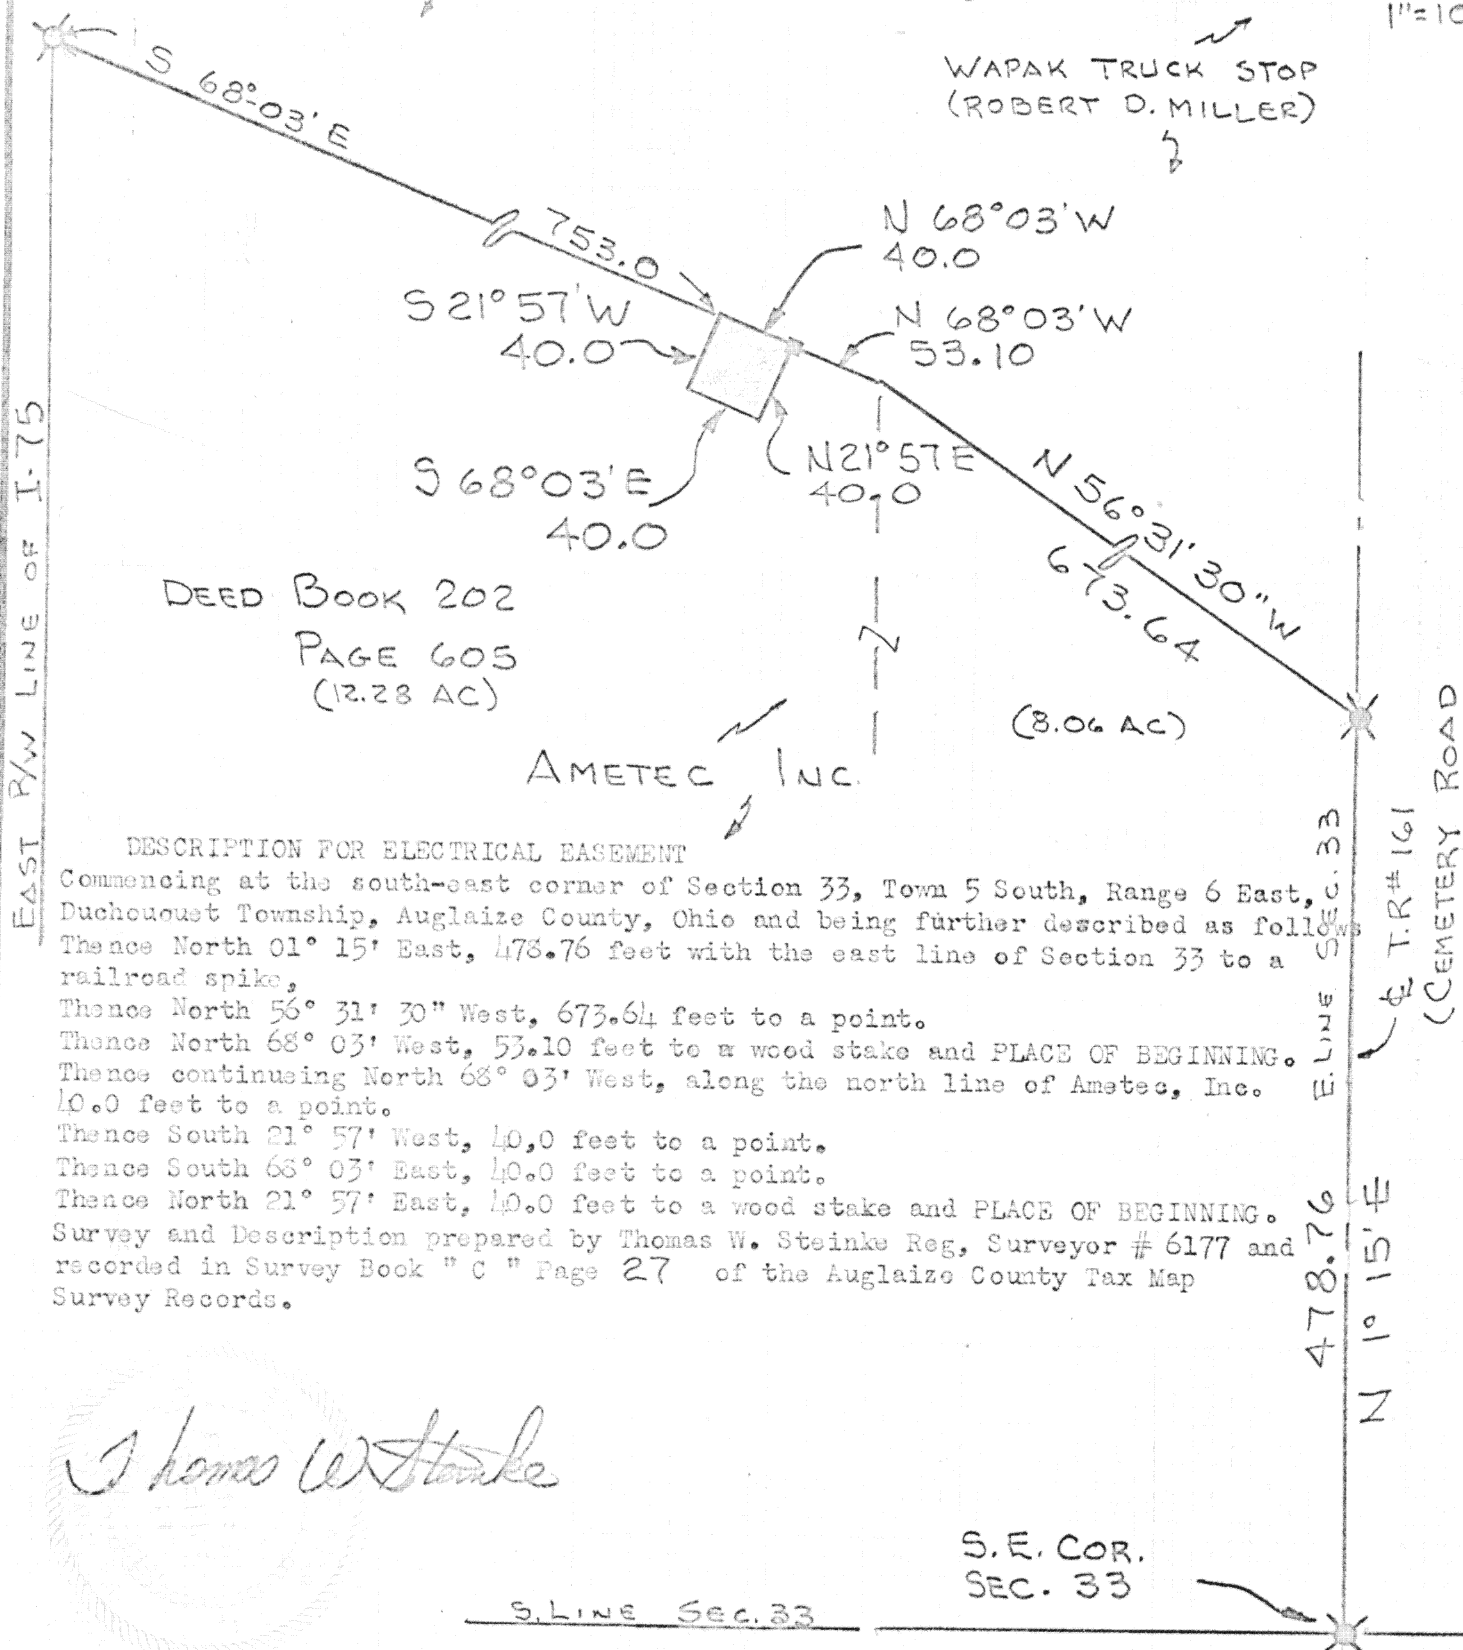 1"=10
WAPAK TRUCK STOP
(ROBERT D. MILLER)
S 68°-03' E
753.0
N 68°03' W
40.0
S 21°57' W
40.0
N 68°03' W
53.10
S 68°03' E
40.0
N21°57 E
40.0
N 56°31'30" W
673.64
EAST R/W LINE OF I-75
DEED BOOK 202
PAGE 605
(12.28 AC)
(8.06 AC)
AMETEC INC.
E. LINE SEC. 33
℄ T.R# 161
(CEMETERY ROAD
DESCRIPTION FOR ELECTRICAL EASEMENT
Commencing at the south-east corner of Section 33, Town 5 South, Range 6 East,
Duchouquet Township, Auglaize County, Ohio and being further described as follows
Thence North 01° 15' East, 478.76 feet with the east line of Section 33 to a
railroad spike,
Thence North 56° 31' 30" West, 673.64 feet to a point.
Thence North 68° 03' West, 53.10 feet to a wood stake and PLACE OF BEGINNING.
Thence continueing North 68° 03' West, along the north line of Ametec, Inc.
40.0 feet to a point.
Thence South 21° 57' West, 40,0 feet to a point.
Thence South 68° 03' East, 40.0 feet to a point.
Thence North 21° 57' East, 40.0 feet to a wood stake and PLACE OF BEGINNING.
Survey and Description prepared by Thomas W. Steinke Reg, Surveyor # 6177 and
recorded in Survey Book " C " Page 27 of the Auglaize County Tax Map
Survey Records.
478.76
N 1° 15' E
Thomas W Steinke
S.E. COR.
SEC. 33
S. LINE SEC. 33